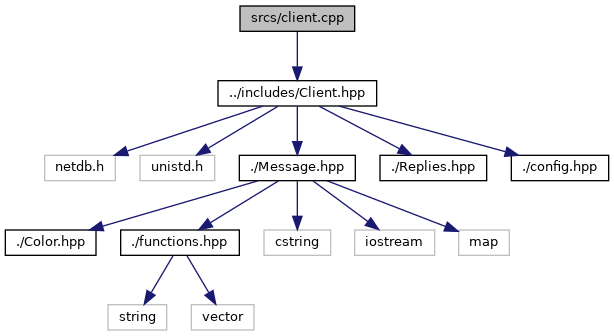 srcs/client.cpp
../includes/Client.hpp
netdb.h
unistd.h
./Message.hpp
./Replies.hpp
./config.hpp
./Color.hpp
./functions.hpp
cstring
iostream
map
string
vector